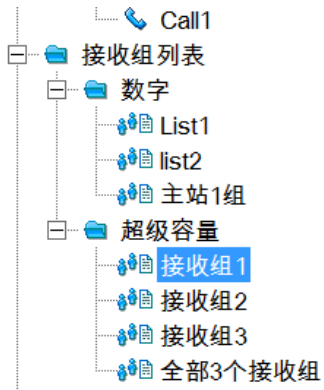 Call1
接收组列表
数字
List1
list2
主站1组
超级容量
接收组1
接收组2
接收组3
全部3个接收组